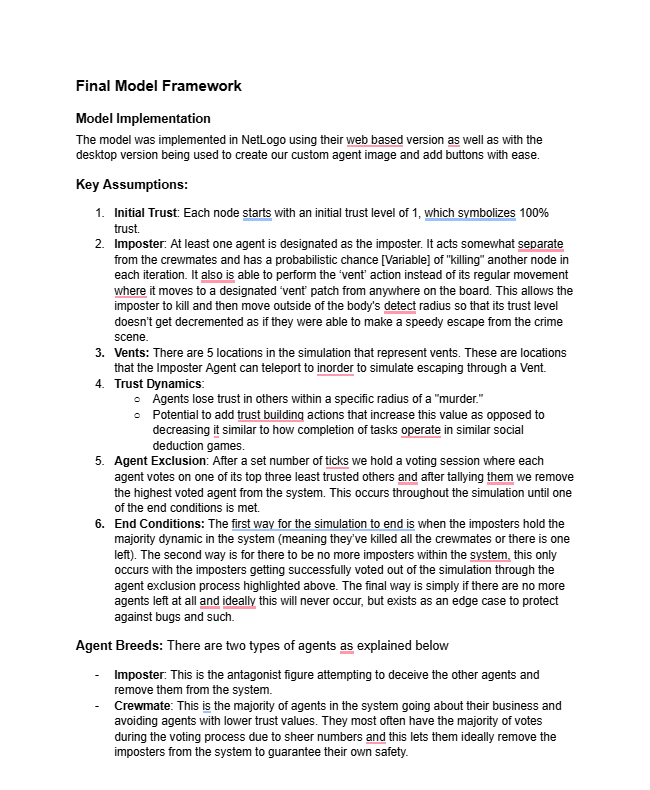 Final Model Framework
Model Implementation
The model was implemented in NetLogo using their web based version as well as with the
desktop version being used to create our custom agent image and add buttons with ease.
Key Assumptions:
1. Initial Trust: Each node starts with an initial trust level of 1, which symbolizes 100%
trust.
2. Imposter: At least one agent is designated as the imposter. It acts somewhat separate
from the crewmates and has a probabilistic chance [Variable] of "killing" another node in
each iteration. It also is able to perform the ‘vent’ action instead of its regular movement
where it moves to a designated ‘vent’ patch from anywhere on the board. This allows the
imposter to kill and then move outside of the body's detect radius so that its trust level
doesn’t get decremented as if they were able to make a speedy escape from the crime
scene.
3. Vents: There are 5 locations in the simulation that represent vents. These are locations
that the Imposter Agent can teleport to inorder to simulate escaping through a Vent.
4. Trust Dynamics:
○ Agents lose trust in others within a specific radius of a "murder."
○ Potential to add trust building actions that increase this value as opposed to
decreasing it similar to how completion of tasks operate in similar social
deduction games.
5. Agent Exclusion: After a set number of ticks we hold a voting session where each
agent votes on one of its top three least trusted others and after tallying them we remove
the highest voted agent from the system. This occurs throughout the simulation until one
of the end conditions is met.
6. End Conditions: The first way for the simulation to end is when the imposters hold the
majority dynamic in the system (meaning they’ve killed all the crewmates or there is one
left). The second way is for there to be no more imposters within the system, this only
occurs with the imposters getting successfully voted out of the simulation through the
agent exclusion process highlighted above. The final way is simply if there are no more
agents left at all and ideally this will never occur, but exists as an edge case to protect
against bugs and such.
Agent Breeds: There are two types of agents as explained below
- Imposter: This is the antagonist figure attempting to deceive the other agents and
remove them from the system.
- Crewmate: This is the majority of agents in the system going about their business and
avoiding agents with lower trust values. They most often have the majority of votes
during the voting process due to sheer numbers and this lets them ideally remove the
imposters from the system to guarantee their own safety.